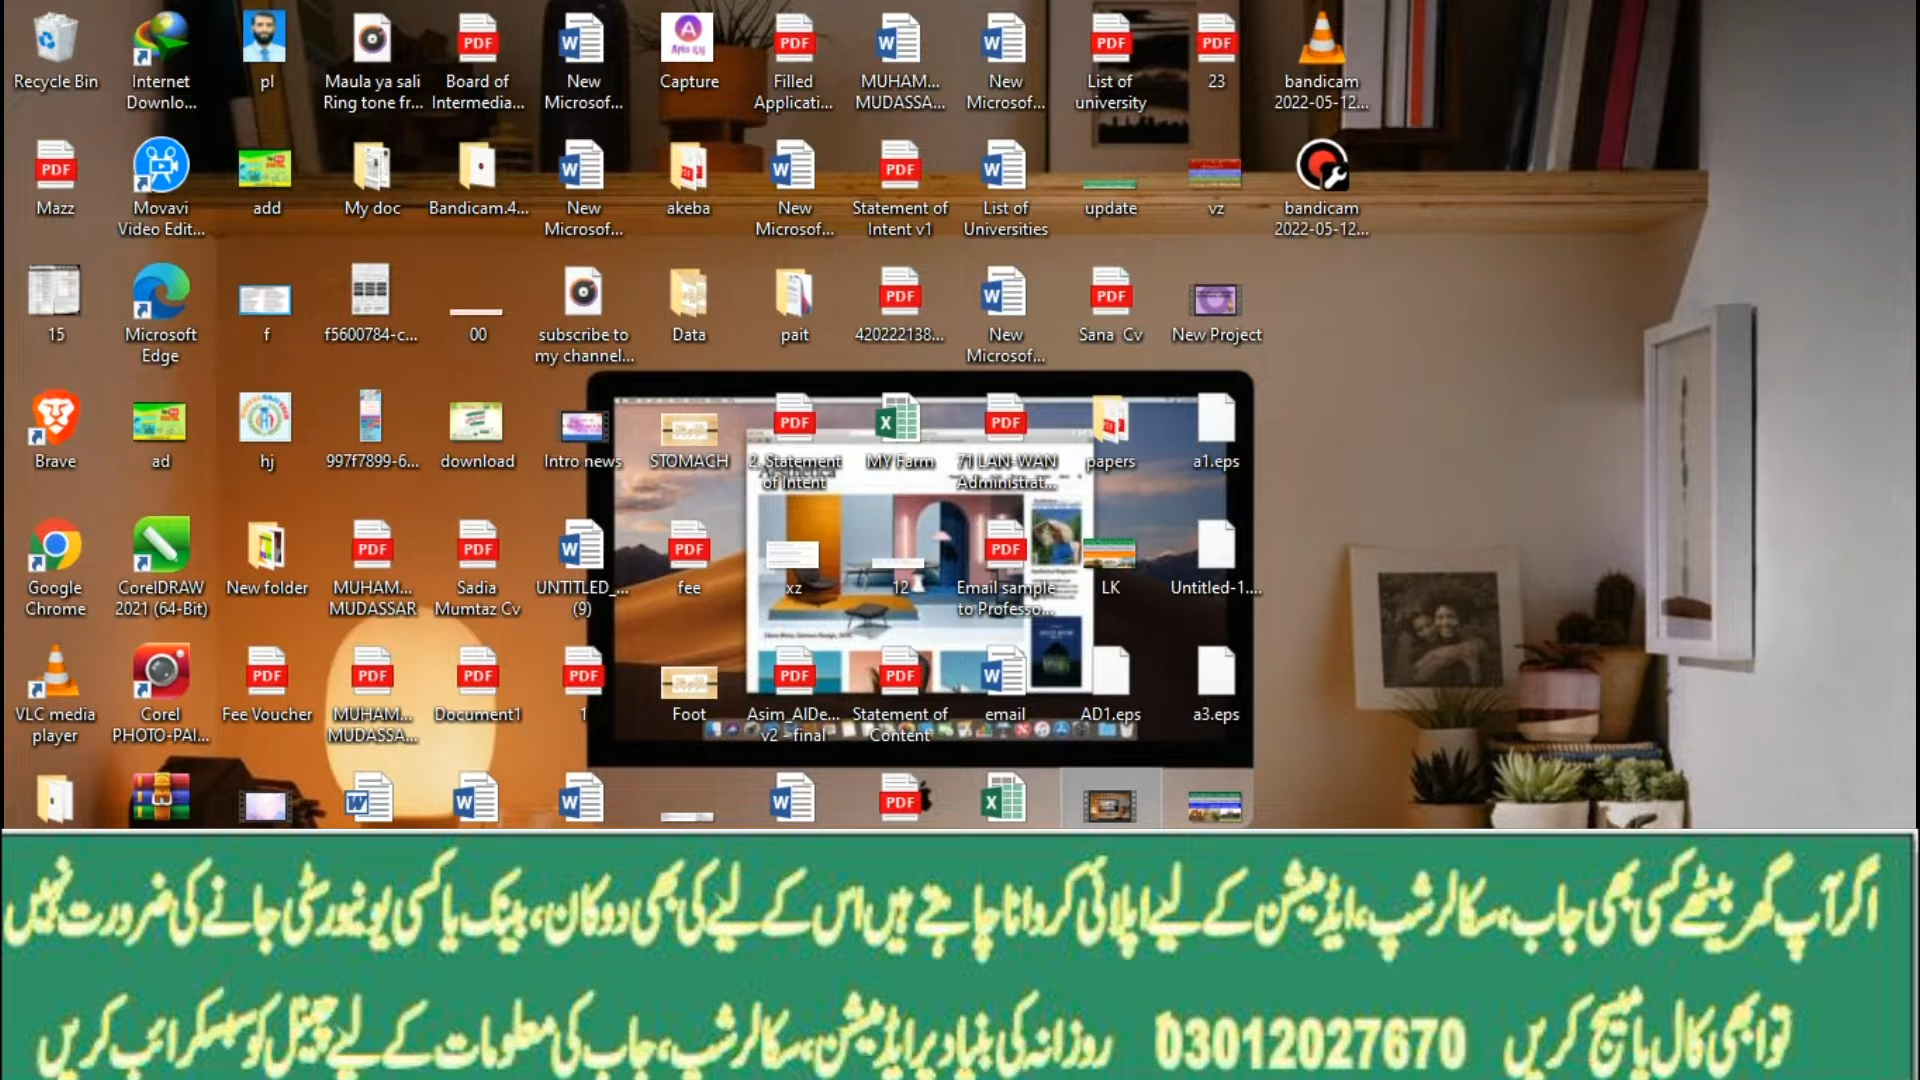 Recycle Bin
Internet Downlo...
pl
Maula ya sali Ring tone fr...
Board of Intermedia...
New Microsof...
Capture
Filled Applicati...
MUHAM... MUDASSA...
New Microsof...
List of university
23
bandicam 2022-05-12...
Mazz
Movavi Video Edit...
add
My doc
Bandicam.4...
New Microsof...
akeba
New Microsof...
Statement of Intent v1
List of Universities
update
vz
bandicam 2022-05-12...
15
Microsoft Edge
f
f5600784-c...
00
subscribe to my channel...
Data
pait
420222138...
New Microsof...
Sana Cv
New Project
Brave
ad
hj
997f7899-6...
download
Intro news
STOMACH
2. Statement of Intent
MY Farm
71 LAN-WAN Administrat...
papers
a1.eps
Google Chrome
CorelDRAW 2021 (64-Bit)
New folder
MUHAM... MUDASSAR
Sadia Mumtaz Cv
UNTITLED_... (9)
fee
xz
12
Email sample to Professo...
LK
Untitled-1....
VLC media player
Corel PHOTO-PAI...
Fee Voucher
MUHAM... MUDASSA...
Document1
1
Foot
Asim_AlDe... v2 - final
Statement of Content
email
AD1.eps
a3.eps
اگر آپ گھر بیٹھے کسی بھی جاب، سکالرشپ، ایڈمیشن کے لیے اپلائی کروانا چاہتے ہیں اس کے لیے کی بھی دوکان، بینک یا کسی یونیورسٹی جانے کی ضرورت نہیں
تو ابھی کال یا میسج کریں 03012027670 روزانہ کی بنیاد پر ایڈمیشن، سکالرشپ، جاب کی معلومات کے لیے چینل کو سبسکرائب کریں